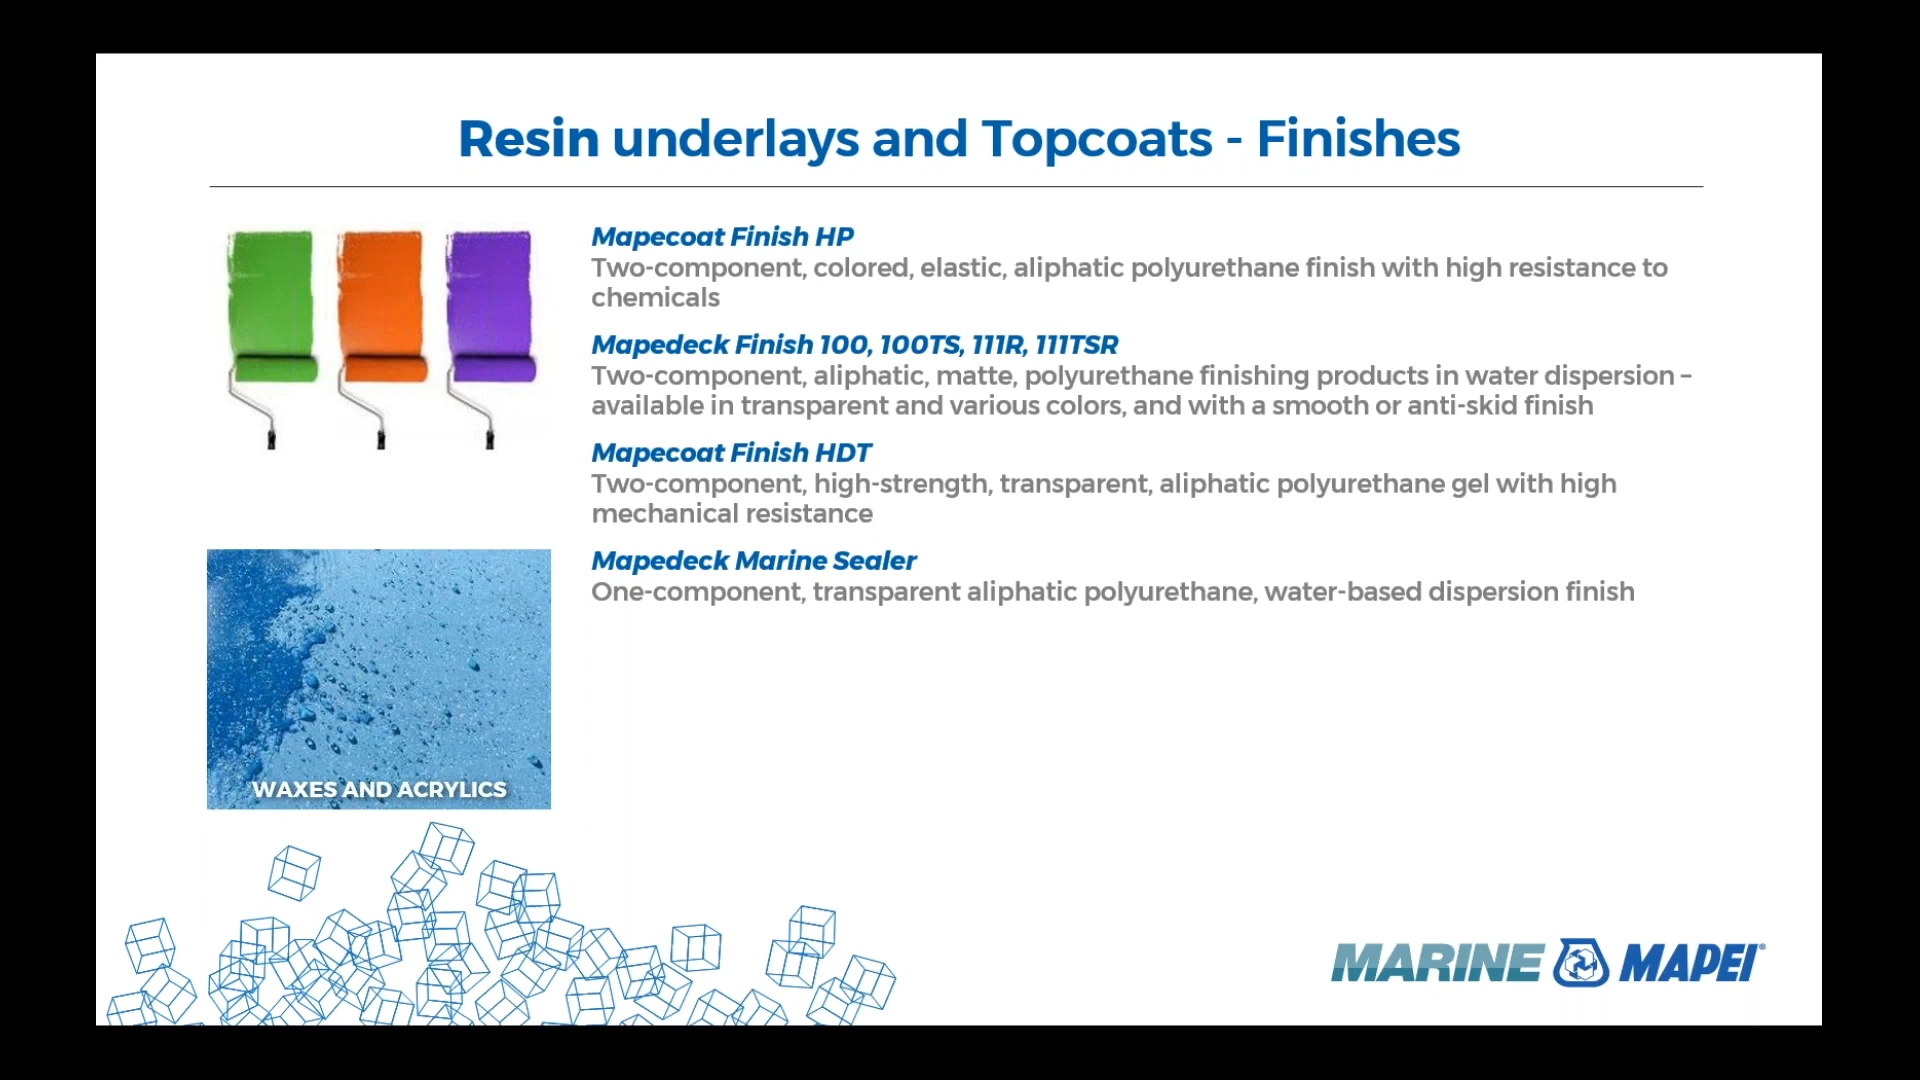 Resin underlays and Topcoats - Finishes
Mapecoat Finish HP
Two-component, colored, elastic, aliphatic polyurethane finish with high resistance to
chemicals
Mapedeck Finish 100, 100TS, 111R, 111TSR
Two-component, aliphatic, matte, polyurethane finishing products in water dispersion –
available in transparent and various colors, and with a smooth or anti-skid finish
Mapecoat Finish HDT
Two-component, high-strength, transparent, aliphatic polyurethane gel with high
mechanical resistance
Mapedeck Marine Sealer
One-component, transparent aliphatic polyurethane, water-based dispersion finish
WAXES AND ACRYLICS
MARINE MAPEI®